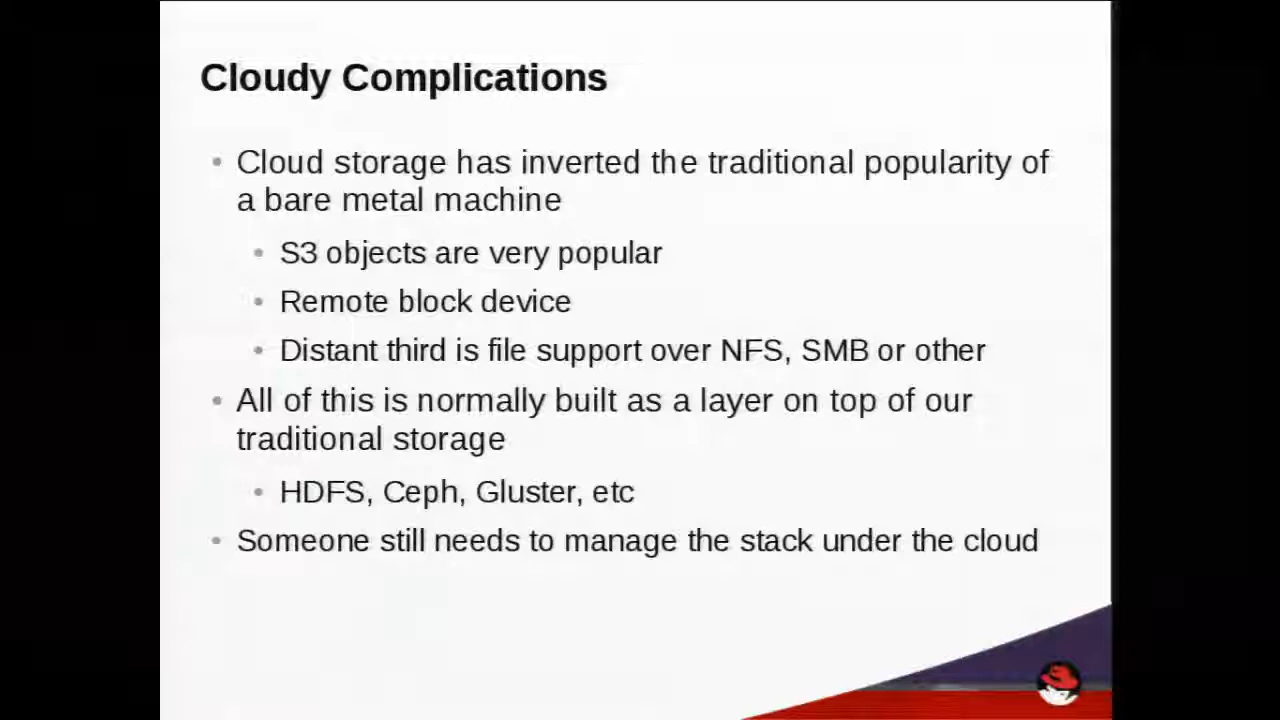 Cloudy Complications
• Cloud storage has inverted the traditional popularity of
a bare metal machine
• S3 objects are very popular
• Remote block device
• Distant third is file support over NFS, SMB or other
• All of this is normally built as a layer on top of our
traditional storage
• HDFS, Ceph, Gluster, etc
• Someone still needs to manage the stack under the cloud